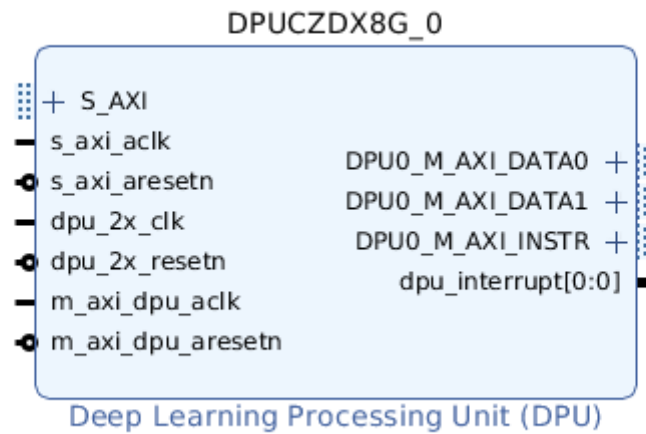 DPUCZDX8G_0
+ S_AXI
s_axi_aclk
s_axi_aresetn
dpu_2x_clk
dpu_2x_resetn
m_axi_dpu_aclk
m_axi_dpu_aresetn
DPU0_M_AXI_DATA0 +
DPU0_M_AXI_DATA1 +
DPU0_M_AXI_INSTR +
dpu_interrupt[0:0]
Deep Learning Processing Unit (DPU)